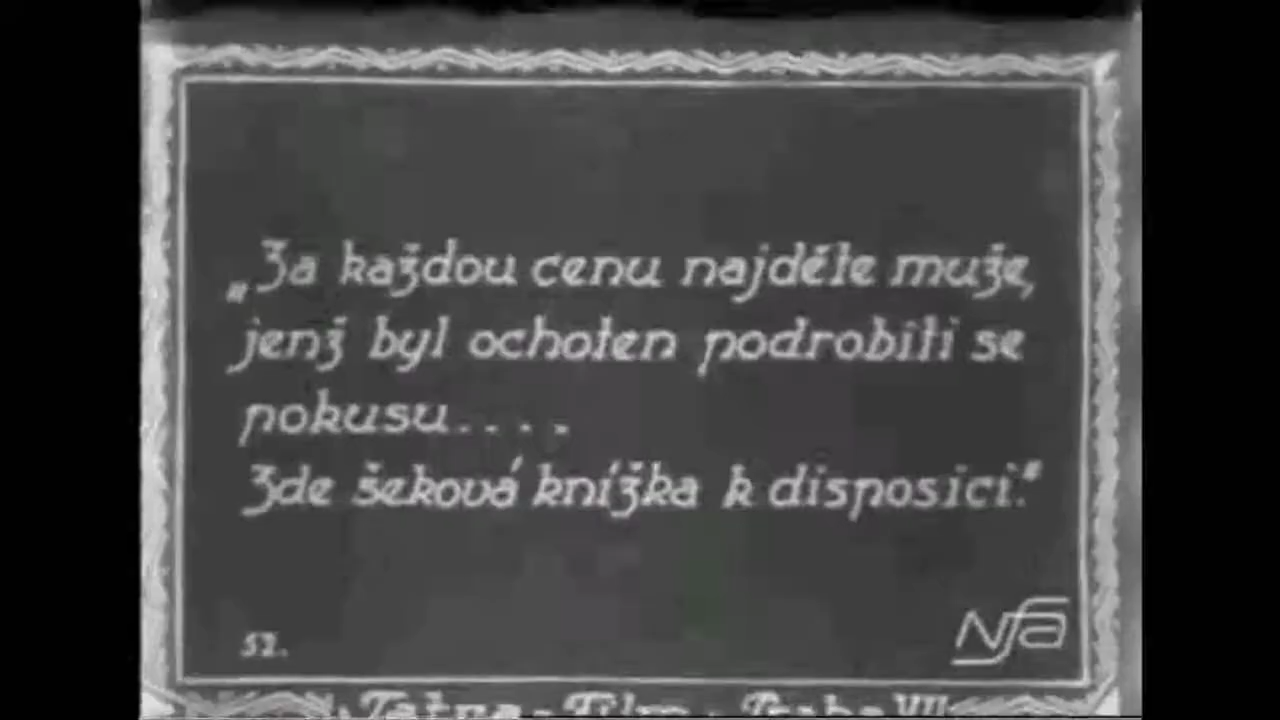 „Za každou cenu najděte muže,
jenž byl ochoten podrobiti se
pokusu....
Zde šeková knížka k disposici."
52.
Nfa